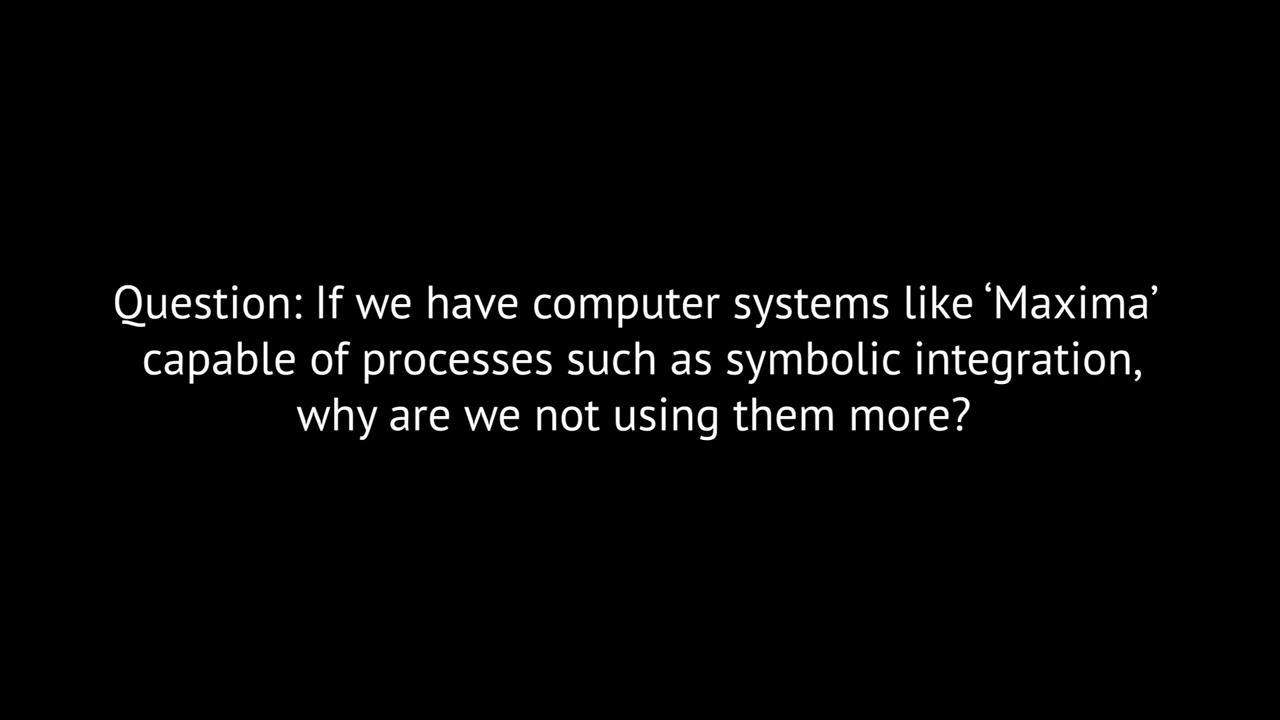 Question: If we have computer systems like ‘Maxima’
capable of processes such as symbolic integration,
why are we not using them more?